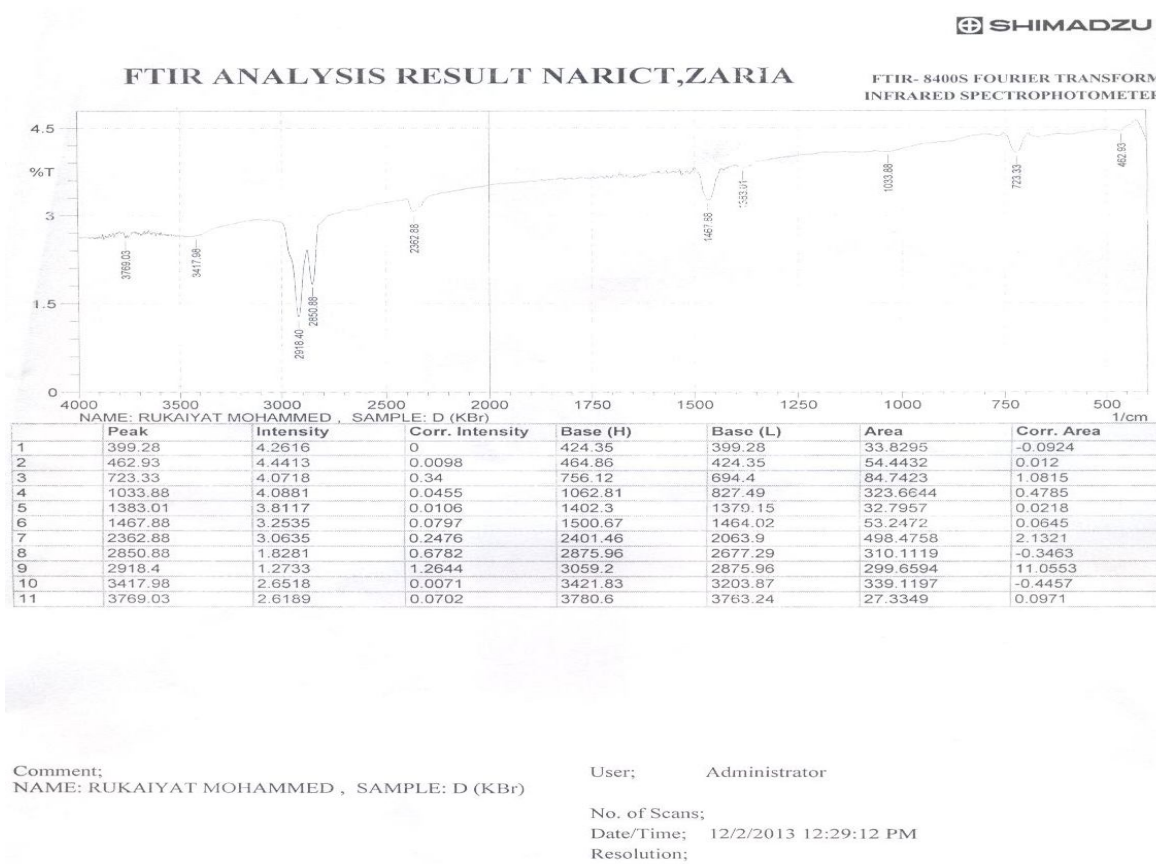 SHIMADZU
FTIR ANALYSIS RESULT NARICT,ZARIA
FTIR- 8400S FOURIER TRANSFORM
INFRARED SPECTROPHOTOMETER
4.5
%T
3
1.5
0
3769.03
3417.98
2918.40
2850.88
2362.88
1467.88
1383.01
1033.88
723.33
462.93
4000 3500 3000 2500 2000 1750 1500 1250 1000 750 500
1/cm
NAME: RUKAIYAT MOHAMMED , SAMPLE: D (KBr)
Peak Intensity Corr. Intensity Base (H) Base (L) Area Corr. Area
1 399.28 4.2616 0 424.35 399.28 33.8295 -0.0924
2 462.93 4.4413 0.0098 464.86 424.35 54.4432 0.012
3 723.33 4.0718 0.34 756.12 694.4 84.7423 1.0815
4 1033.88 4.0881 0.0455 1062.81 827.49 323.6644 0.4785
5 1383.01 3.8117 0.0106 1402.3 1379.15 32.7957 0.0218
6 1467.88 3.2535 0.0797 1500.67 1464.02 53.2472 0.0645
7 2362.88 3.0635 0.2476 2401.46 2063.9 498.4758 2.1321
8 2850.88 1.8281 0.6782 2875.96 2677.29 310.1119 -0.3463
9 2918.4 1.2733 1.2644 3059.2 2875.96 299.6594 11.0553
10 3417.98 2.6518 0.0071 3421.83 3203.87 339.1197 -0.4457
11 3769.03 2.6189 0.0702 3780.6 3763.24 27.3349 0.0971
Comment;
NAME: RUKAIYAT MOHAMMED , SAMPLE: D (KBr)
User; Administrator
No. of Scans;
Date/Time; 12/2/2013 12:29:12 PM
Resolution;